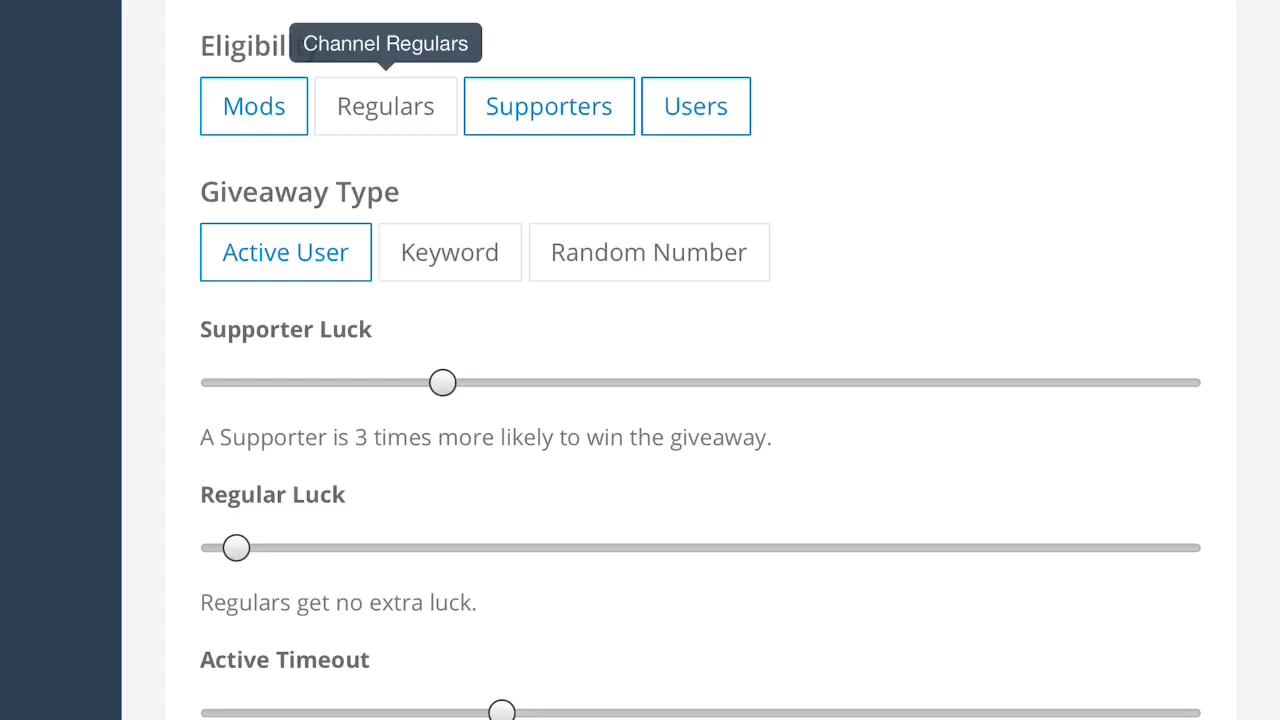 Eligibil
Channel Regulars
Mods Regulars Supporters Users
Giveaway Type
Active User Keyword Random Number
Supporter Luck
A Supporter is 3 times more likely to win the giveaway.
Regular Luck
Regulars get no extra luck.
Active Timeout